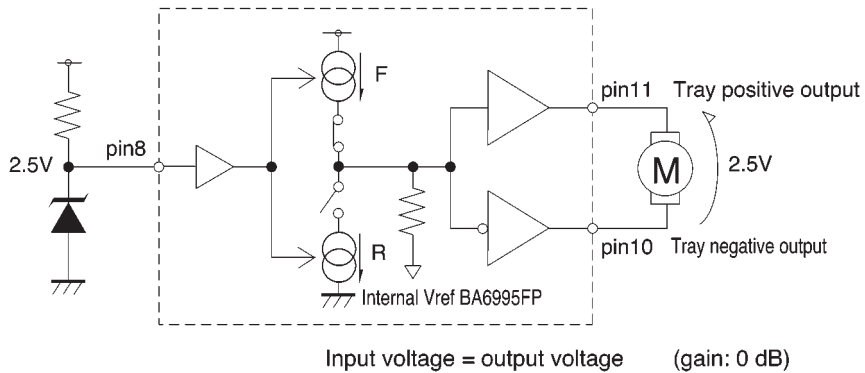 F
pin11 Tray positive output
pin8
2.5V
M
2.5V
R
pin10 Tray negative output
Internal Vref BA6995FP
Input voltage = output voltage (gain: 0 dB)